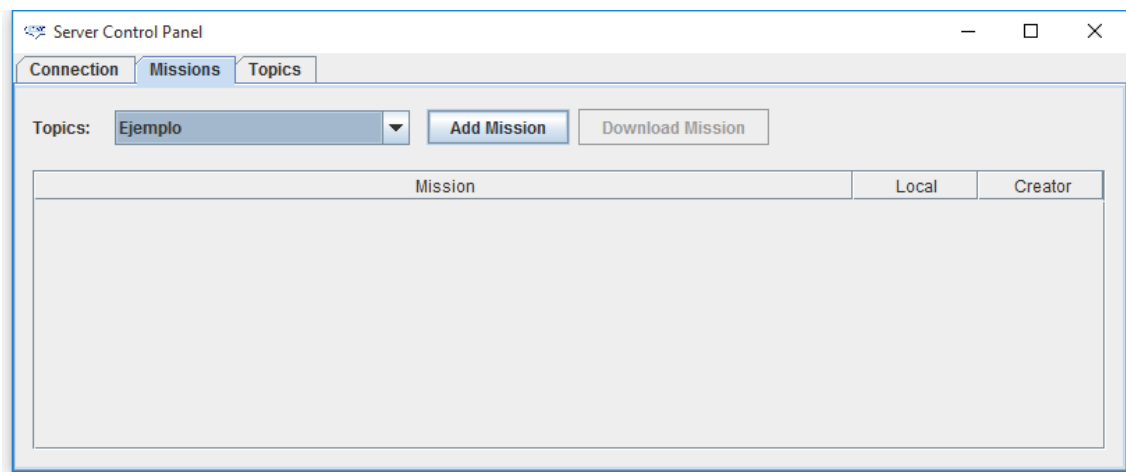 Server Control Panel
Connection Missions Topics
Topics: Ejemplo Add Mission Download Mission
Mission Local Creator